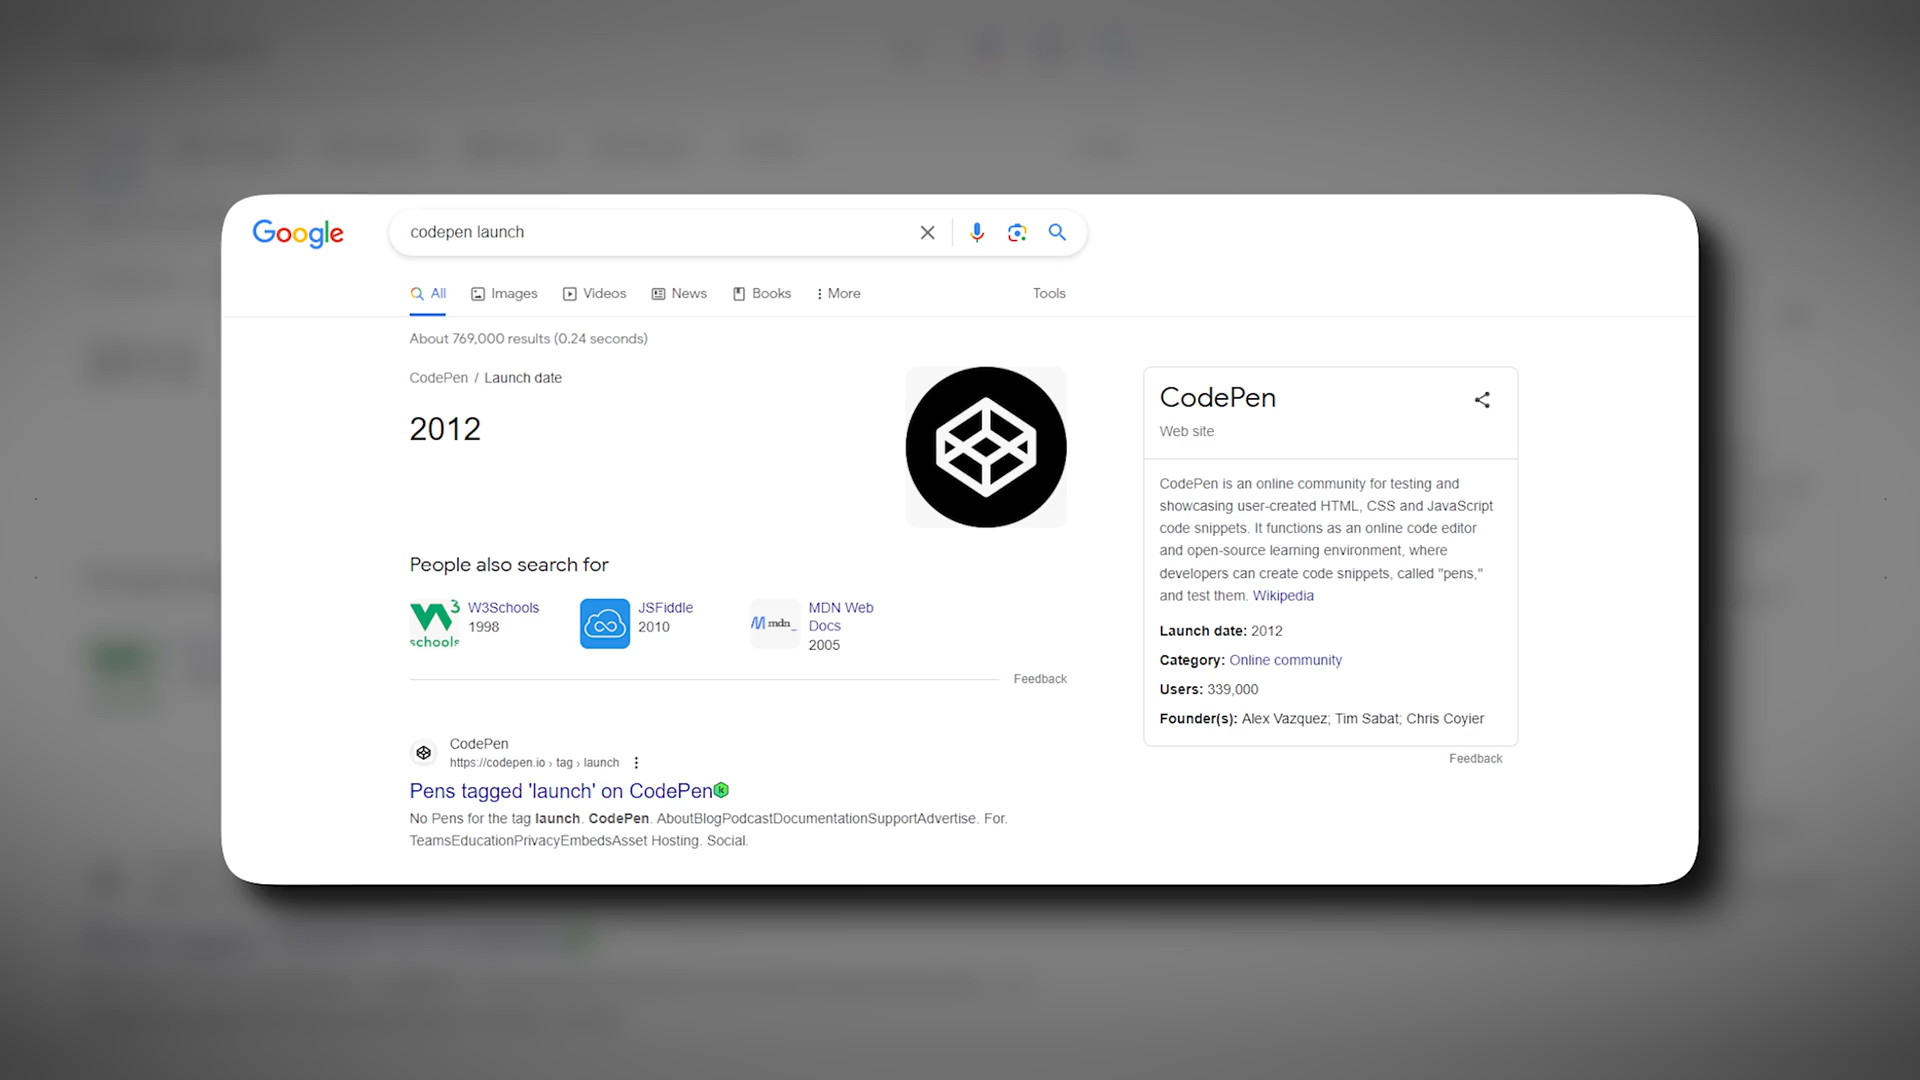 Google
codepen launch
All
Images
Videos
News
Books
More
Tools
About 769,000 results (0.24 seconds)
CodePen / Launch date
2012
People also search for
W3Schools
1998
JSFiddle
2010
MDN Web
Docs
2005
W3
schools
mdn_
Feedback
CodePen
https://codepen.io › tag › launch
Pens tagged 'launch' on CodePen
No Pens for the tag launch. CodePen. AboutBlogPodcastDocumentationSupportAdvertise. For.
TeamsEducationPrivacyEmbedsAsset Hosting. Social.
CodePen
Web site
CodePen is an online community for testing and
showcasing user-created HTML, CSS and JavaScript
code snippets. It functions as an online code editor
and open-source learning environment, where
developers can create code snippets, called "pens,"
and test them. Wikipedia
Launch date: 2012
Category: Online community
Users: 339,000
Founder(s): Alex Vazquez; Tim Sabat; Chris Coyier
Feedback